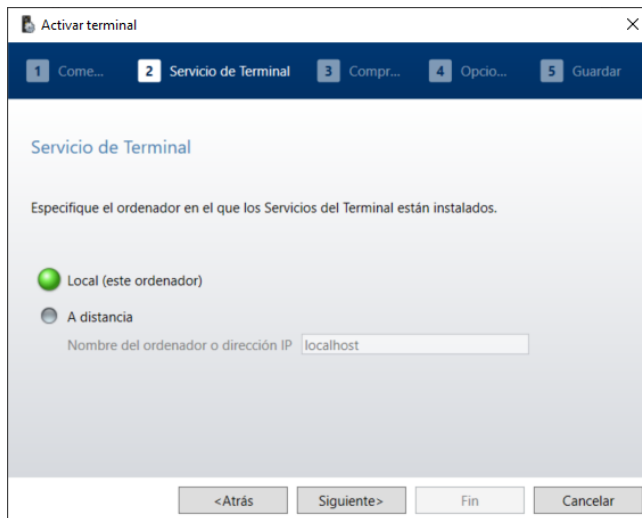 Activar terminal
1 Come... 2 Servicio de Terminal 3 Compr... 4 Opcio... 5 Guardar
Servicio de Terminal
Especifique el ordenador en el que los Servicios del Terminal están instalados.
Local (este ordenador)
A distancia
Nombre del ordenador o dirección IP localhost
<Atrás Siguiente> Fin Cancelar